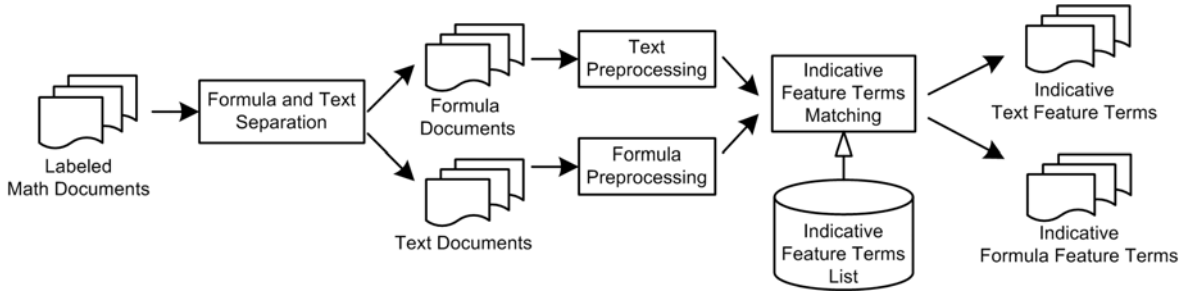 Labeled
Math Documents
Formula and Text
Separation
Formula
Documents
Text Documents
Text
Preprocessing
Formula
Preprocessing
Indicative
Feature Terms
Matching
Indicative
Feature Terms
List
Indicative
Text Feature Terms
Indicative
Formula Feature Terms